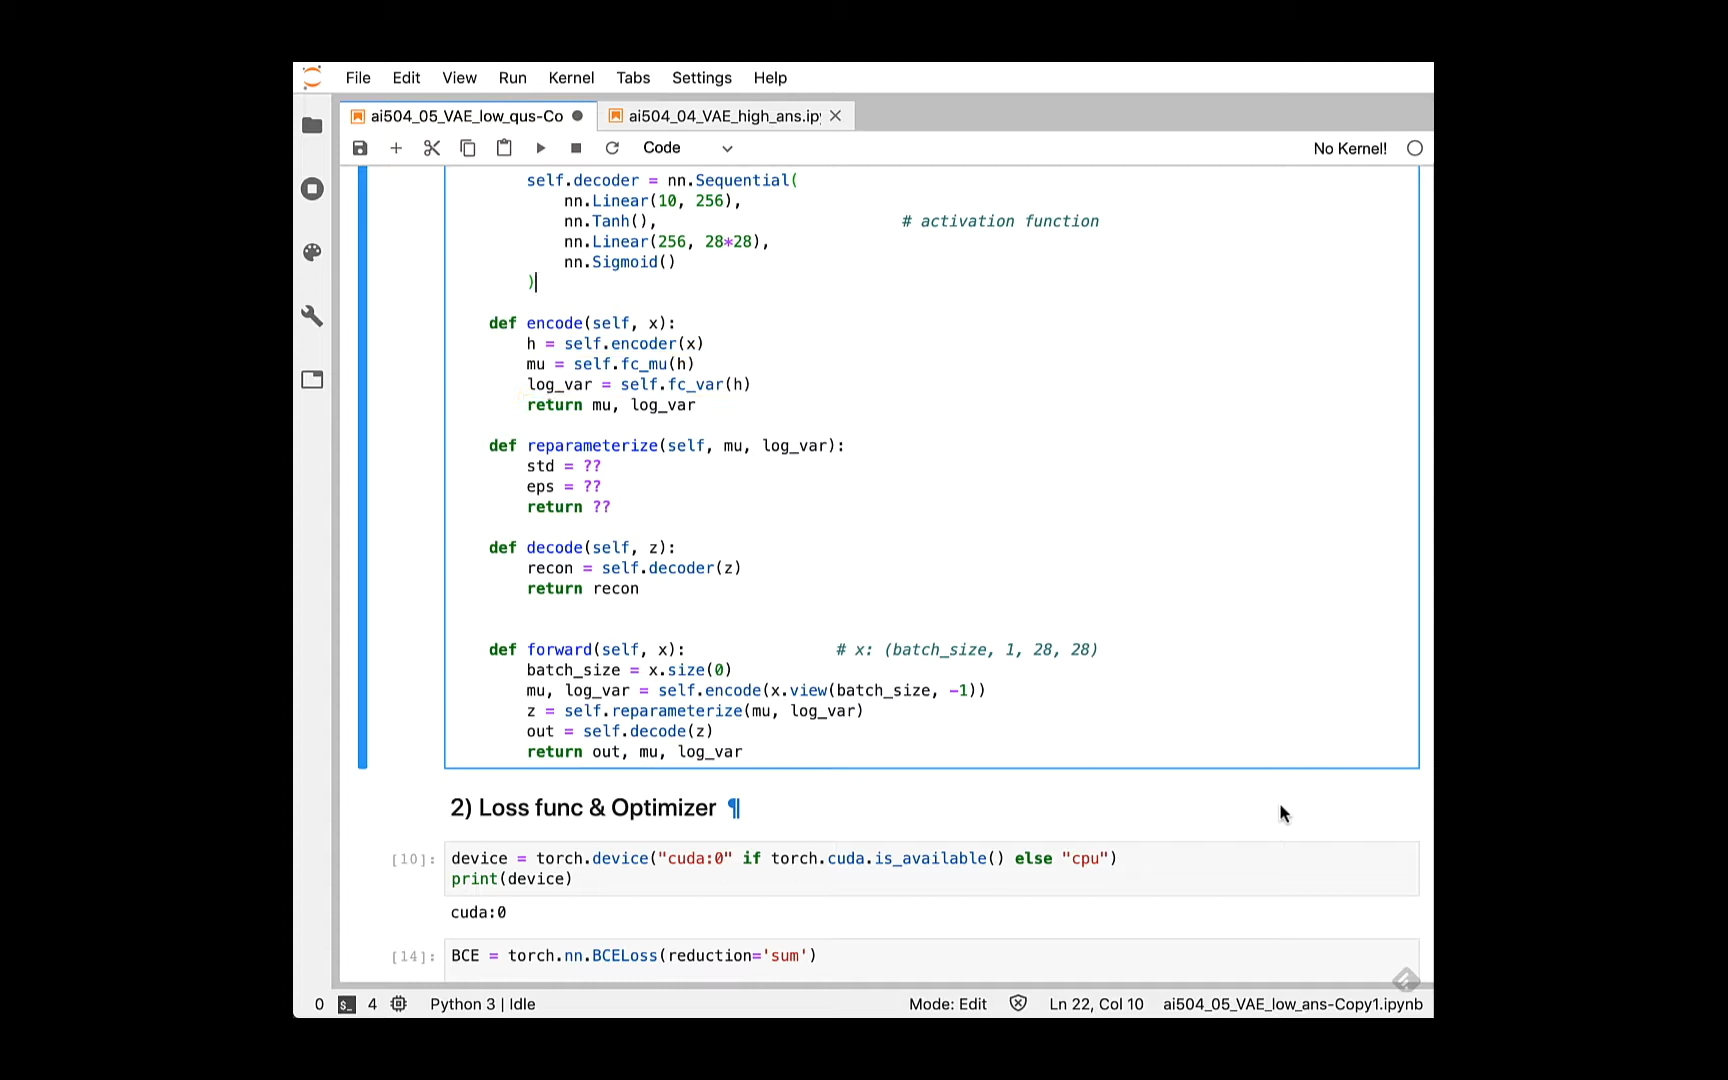 File Edit View Run Kernel Tabs Settings Help
ai504_05_VAE_low_qus-Co ai504_04_VAE_high_ans.ipy
Code No Kernel!
self.decoder = nn.Sequential(
nn.Linear(10, 256),
nn.Tanh(), # activation function
nn.Linear(256, 28*28),
nn.Sigmoid()
)
def encode(self, x):
h = self.encoder(x)
mu = self.fc_mu(h)
log_var = self.fc_var(h)
return mu, log_var
def reparameterize(self, mu, log_var):
std = ??
eps = ??
return ??
def decode(self, z):
recon = self.decoder(z)
return recon
def forward(self, x): # x: (batch_size, 1, 28, 28)
batch_size = x.size(0)
mu, log_var = self.encode(x.view(batch_size, -1))
z = self.reparameterize(mu, log_var)
out = self.decode(z)
return out, mu, log_var
2) Loss func & Optimizer ¶
[10]: device = torch.device("cuda:0" if torch.cuda.is_available() else "cpu")
print(device)
cuda:0
[14]: BCE = torch.nn.BCELoss(reduction='sum')
0 $_ 4 Python 3 | Idle Mode: Edit Ln 22, Col 10 ai504_05_VAE_low_ans-Copy1.ipynb